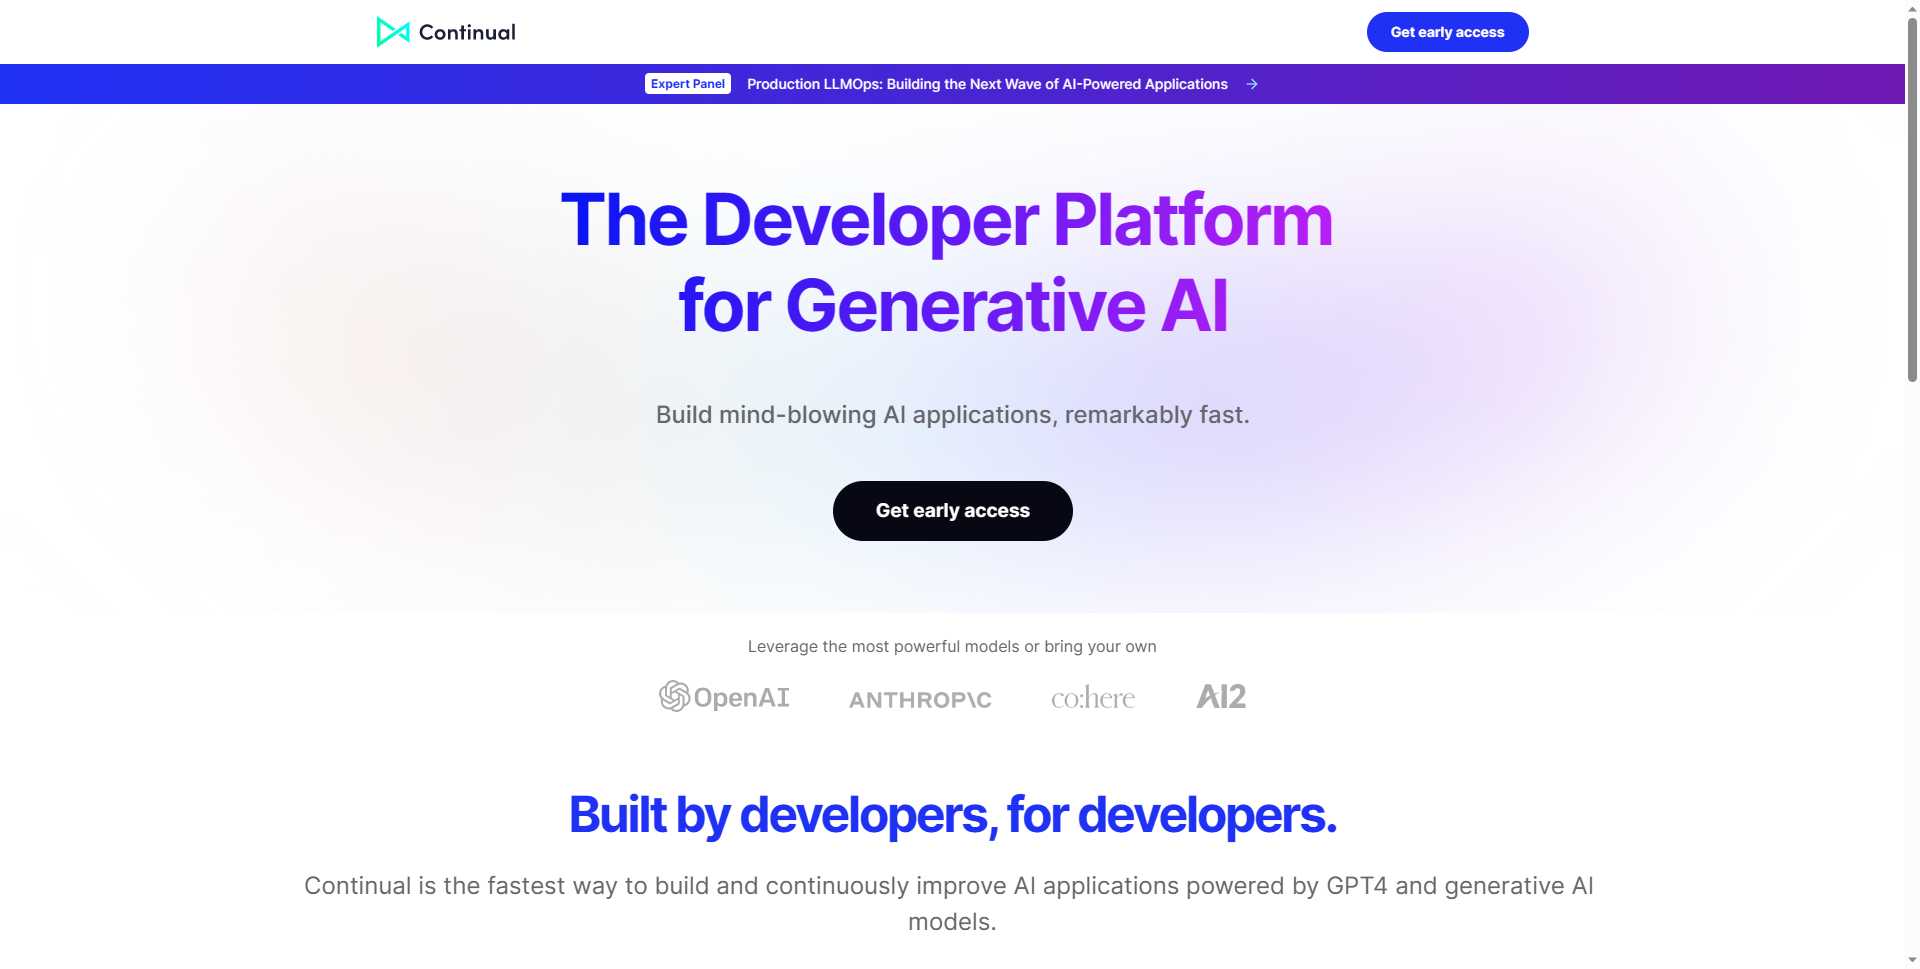 Continual
Get early access
Expert Panel Production LLMOps: Building the Next Wave of AI-Powered Applications →
The Developer Platform
for Generative AI
Build mind-blowing AI applications, remarkably fast.
Get early access
Leverage the most powerful models or bring your own
OpenAI ANTHROP\C co:here AI2
Built by developers, for developers.
Continual is the fastest way to build and continuously improve AI applications powered by GPT4 and generative AI
models.